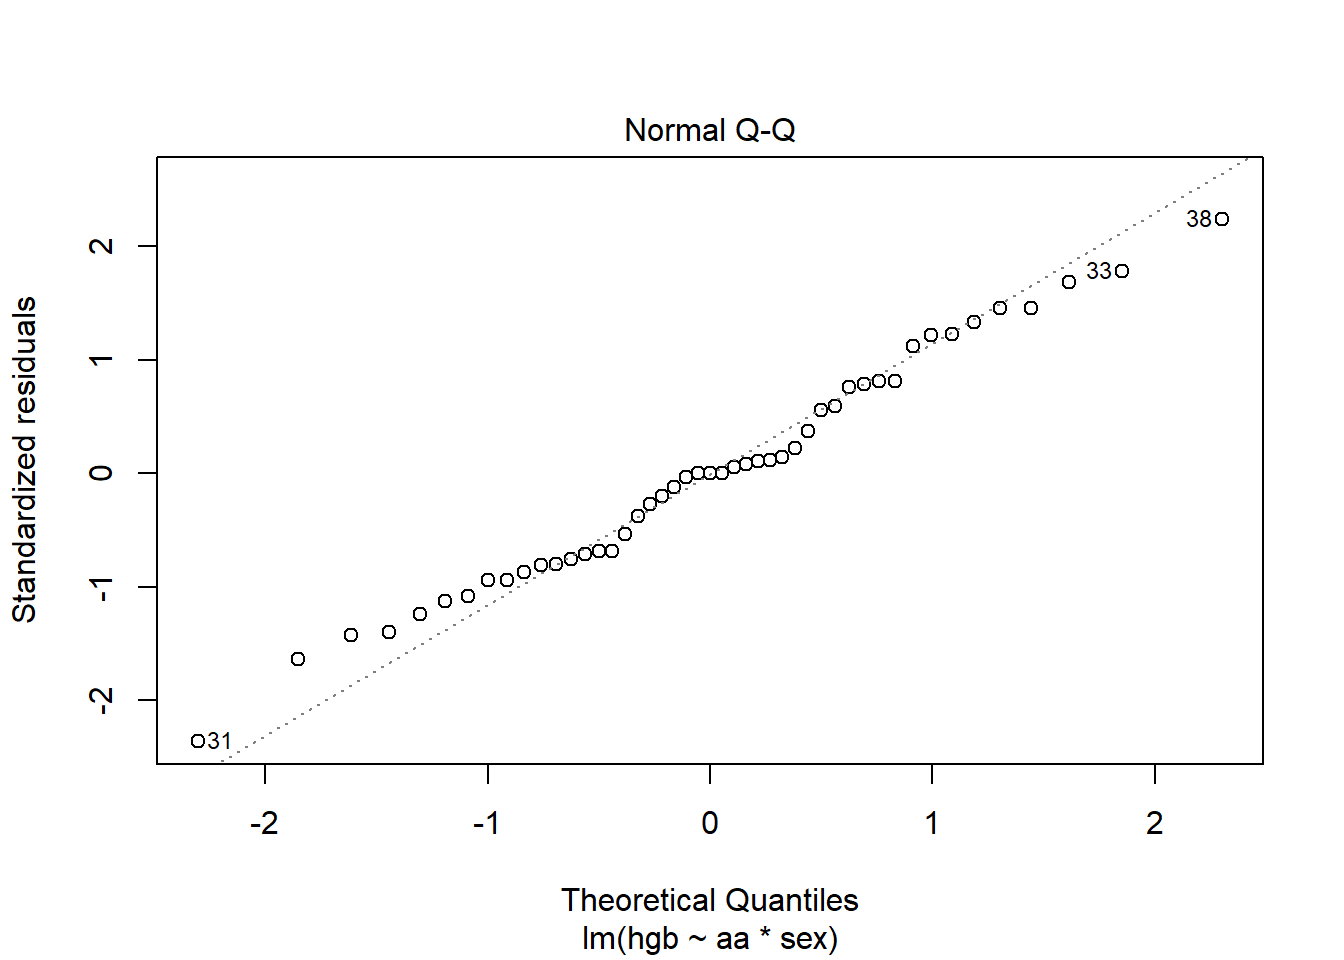 Normal Q-Q
Standardized residuals
2
1
0
-1
-2
38
33
31
-2 -1 0 1 2
Theoretical Quantiles
lm(hgb ~ aa * sex)